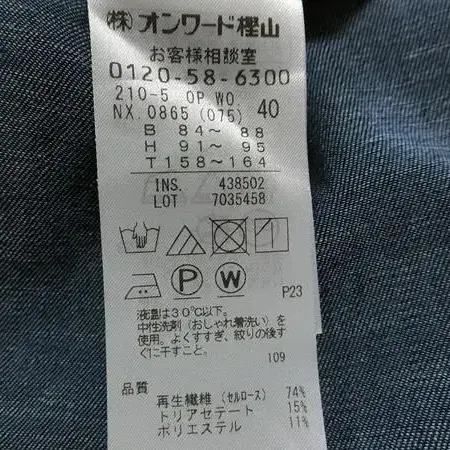 ㈱オンワード樫山
お客様相談室
0120-58-6300
210-5 OP WO.
NX.0865(075) 40
B 84～ 88
H 91～ 95
T 158～164
INS. 438502
LOT 7035458
P W P23
液温は30℃以下。
中性洗剤(おしゃれ着洗い)を
使用。よくすすぎ、絞りの後す
ぐに干すこと。
109
品質
再生繊維(セルロース) 74%
トリアセテート 15%
ポリエステル 11%